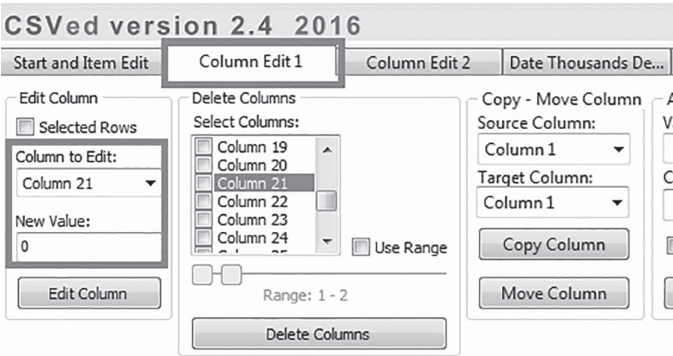 CSVed version 2.4 2016
Start and Item Edit
Column Edit 1
Column Edit 2
Date Thousands De...
Edit Column
Selected Rows
Column to Edit:
Column 21
New Value:
0
Edit Column
Delete Columns
Select Columns:
Column 19
Column 20
Column 21
Column 22
Column 23
Column 24
Use Range
Range: 1 - 2
Delete Columns
Copy - Move Column
Source Column:
Column 1
Target Column:
Column 1
Copy Column
Move Column